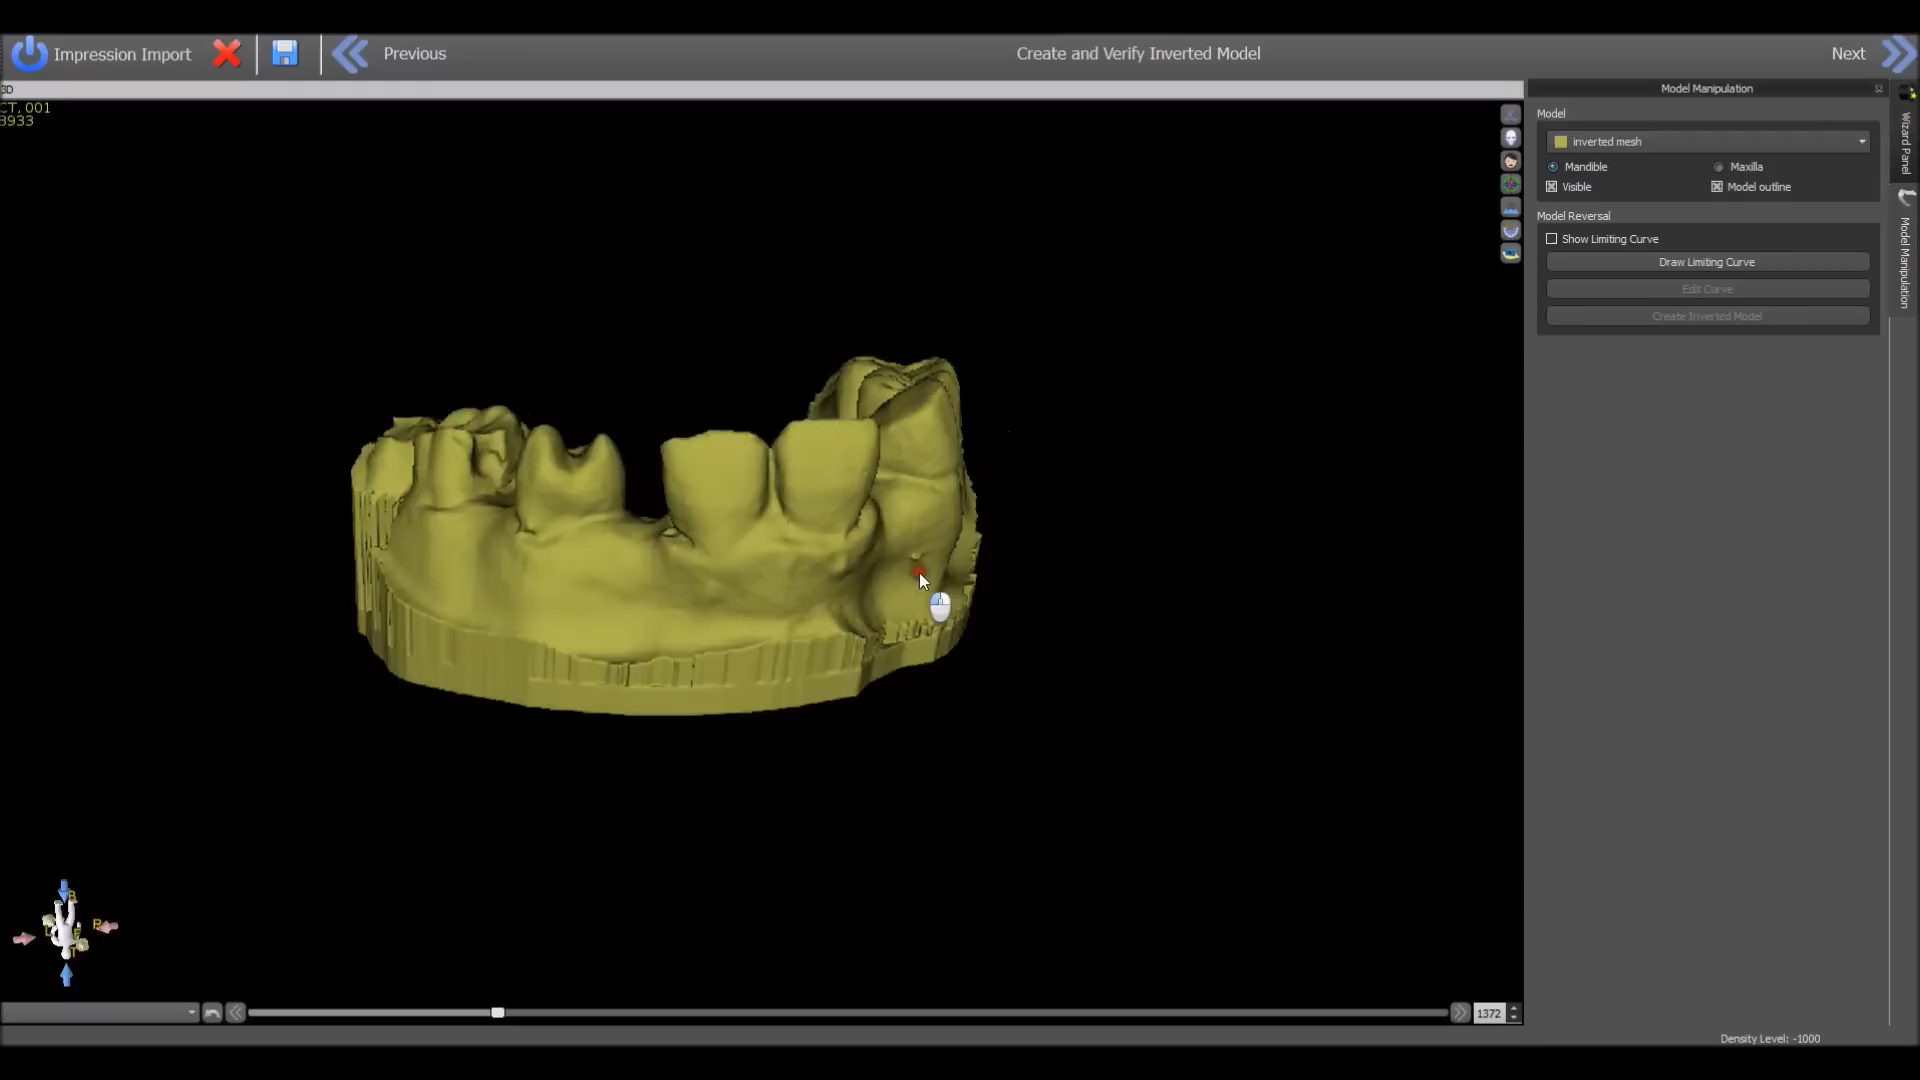 Impression Import
Previous
Create and Verify Inverted Model
Next
3D
CT, 001
3933
Model Manipulation
Wizard Panel
Model Manipulation
Model
inverted mesh
Mandible
Maxilla
Visible
Model outline
Model Reversal
Show Limiting Curve
Draw Limiting Curve
Edit Curve
Create Inverted Model
R
1372
Density Level: -1000